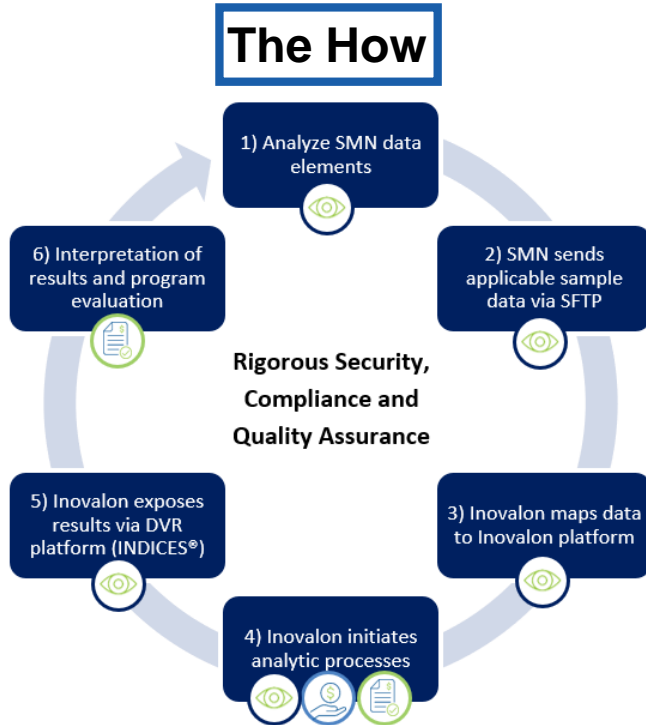 The How
1) Analyze SMN data
elements
2) SMN sends
applicable sample
data via SFTP
3) Inovalon maps data
to Inovalon platform
4) Inovalon initiates
analytic processes
5) Inovalon exposes
results via DVR
platform (INDICES®)
6) Interpretation of
results and program
evaluation
Rigorous Security,
Compliance and
Quality Assurance